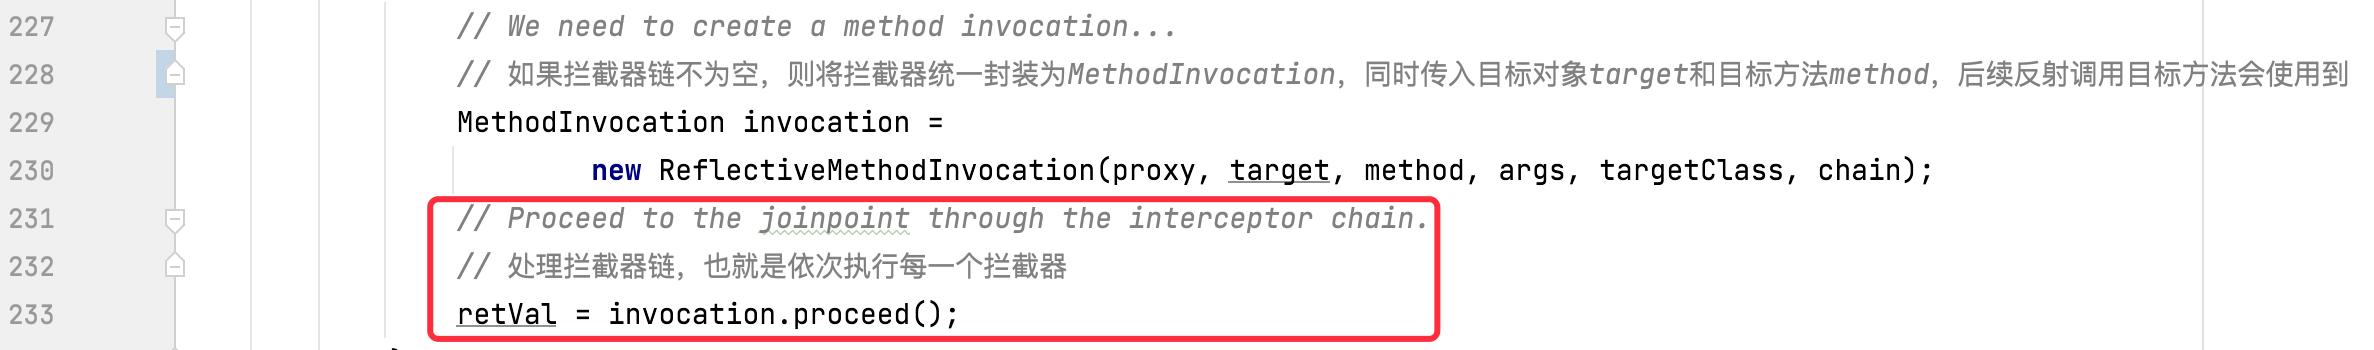 227 // We need to create a method invocation...
228 // 如果拦截器链不为空，则将拦截器统一封装为MethodInvocation，同时传入目标对象target和目标方法method，后续反射调用目标方法会使用到
229 MethodInvocation invocation =
230 new ReflectiveMethodInvocation(proxy, target, method, args, targetClass, chain);
231 // Proceed to the joinpoint through the interceptor chain.
232 // 处理拦截器链，也就是依次执行每一个拦截器
233 retVal = invocation.proceed();